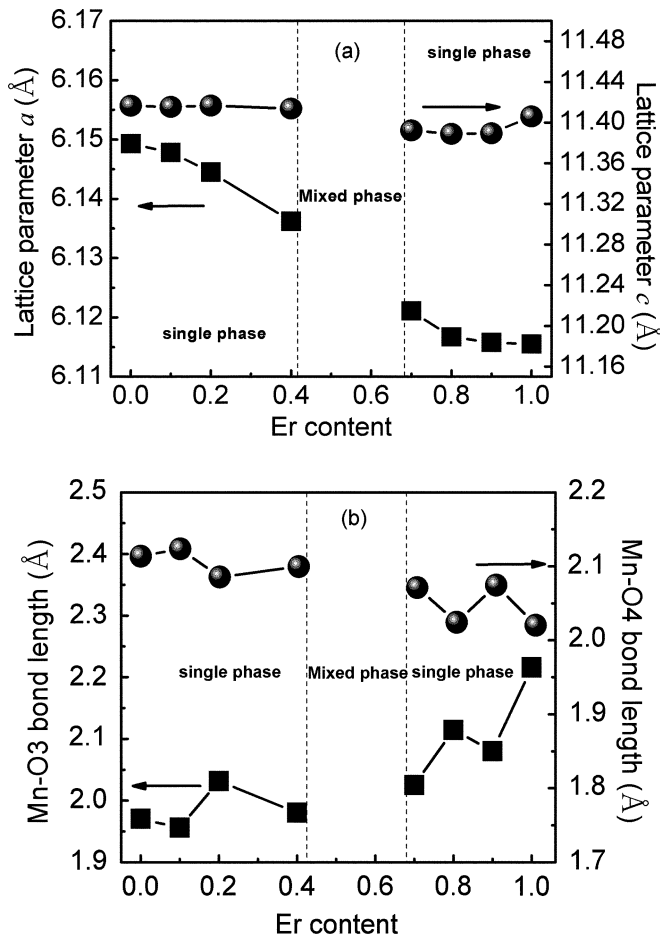 (a)
single phase
Mixed phase
single phase
6.17
6.16
6.15
6.14
6.13
6.12
6.11
Lattice parameter a (Å)
11.48
11.44
11.40
11.36
11.32
11.28
11.24
11.20
11.16
Lattice parameter c (Å)
0.0 0.2 0.4 0.6 0.8 1.0
Er content
(b)
single phase
Mixed phase
single phase
2.5
2.4
2.3
2.2
2.1
2.0
1.9
Mn-O3 bond length (Å)
2.2
2.1
2.0
1.9
1.8
1.7
Mn-O4 bond length (Å)
0.0 0.2 0.4 0.6 0.8 1.0
Er content